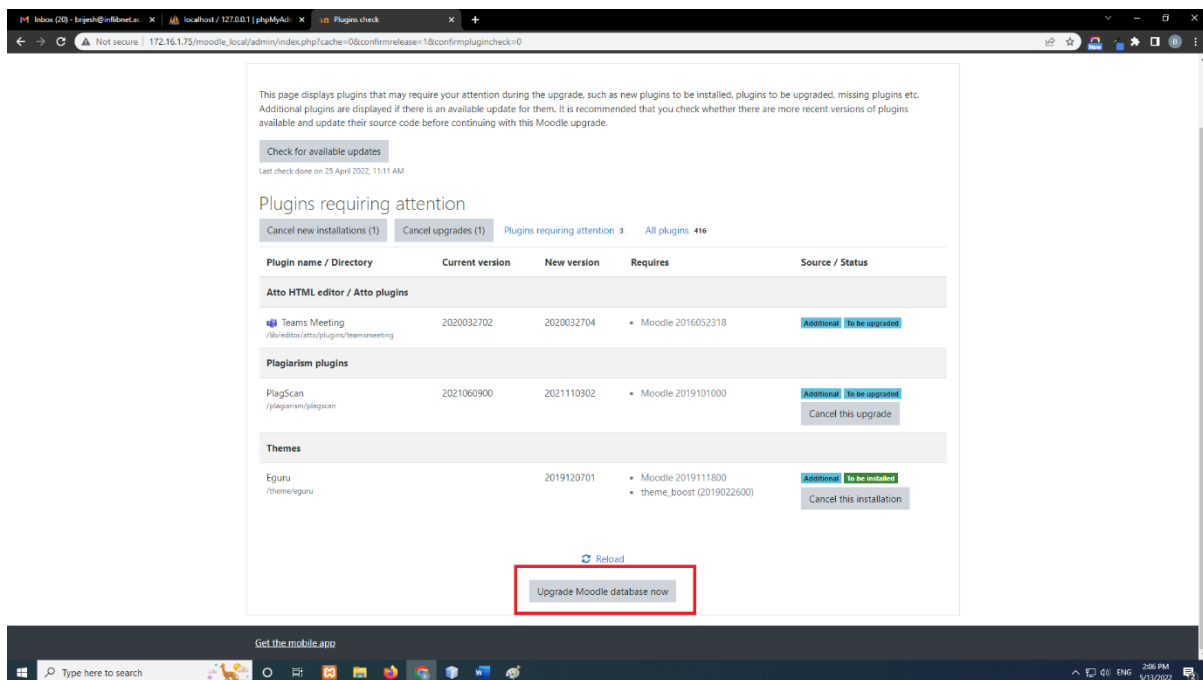 Inbox (20) - brijesh@inflibnet.ac. localhost / 127.0.0.1 | phpMyAdm Plugins check
Not secure 172.16.1.75/moodle_local/admin/index.php?cache=0&confirmrelease=1&confirmplugincheck=0
New B
This page displays plugins that may require your attention during the upgrade, such as new plugins to be installed, plugins to be upgraded, missing plugins etc.
Additional plugins are displayed if there is an available update for them. It is recommended that you check whether there are more recent versions of plugins
available and update their source code before continuing with this Moodle upgrade.
Check for available updates
Last check done on 25 April 2022, 11:11 AM
Plugins requiring attention
Cancel new installations (1) Cancel upgrades (1) Plugins requiring attention 3 All plugins 416
Plugin name / Directory Current version New version Requires Source / Status
Atto HTML editor / Atto plugins
Teams Meeting 2020032702 2020032704 • Moodle 2016052318 Additional To be upgraded
/lib/editor/atto/plugins/teamsmeeting
Plagiarism plugins
PlagScan 2021060900 2021110302 • Moodle 2019101000 Additional To be upgraded
/plagiarism/plagscan
Cancel this upgrade
Themes
Eguru 2019120701 • Moodle 2019111800 Additional To be installed
/theme/eguru • theme_boost (2019022600)
Cancel this installation
Reload
Upgrade Moodle database now
Get the mobile app
Type here to search ENG 2:06 PM
5/13/2022